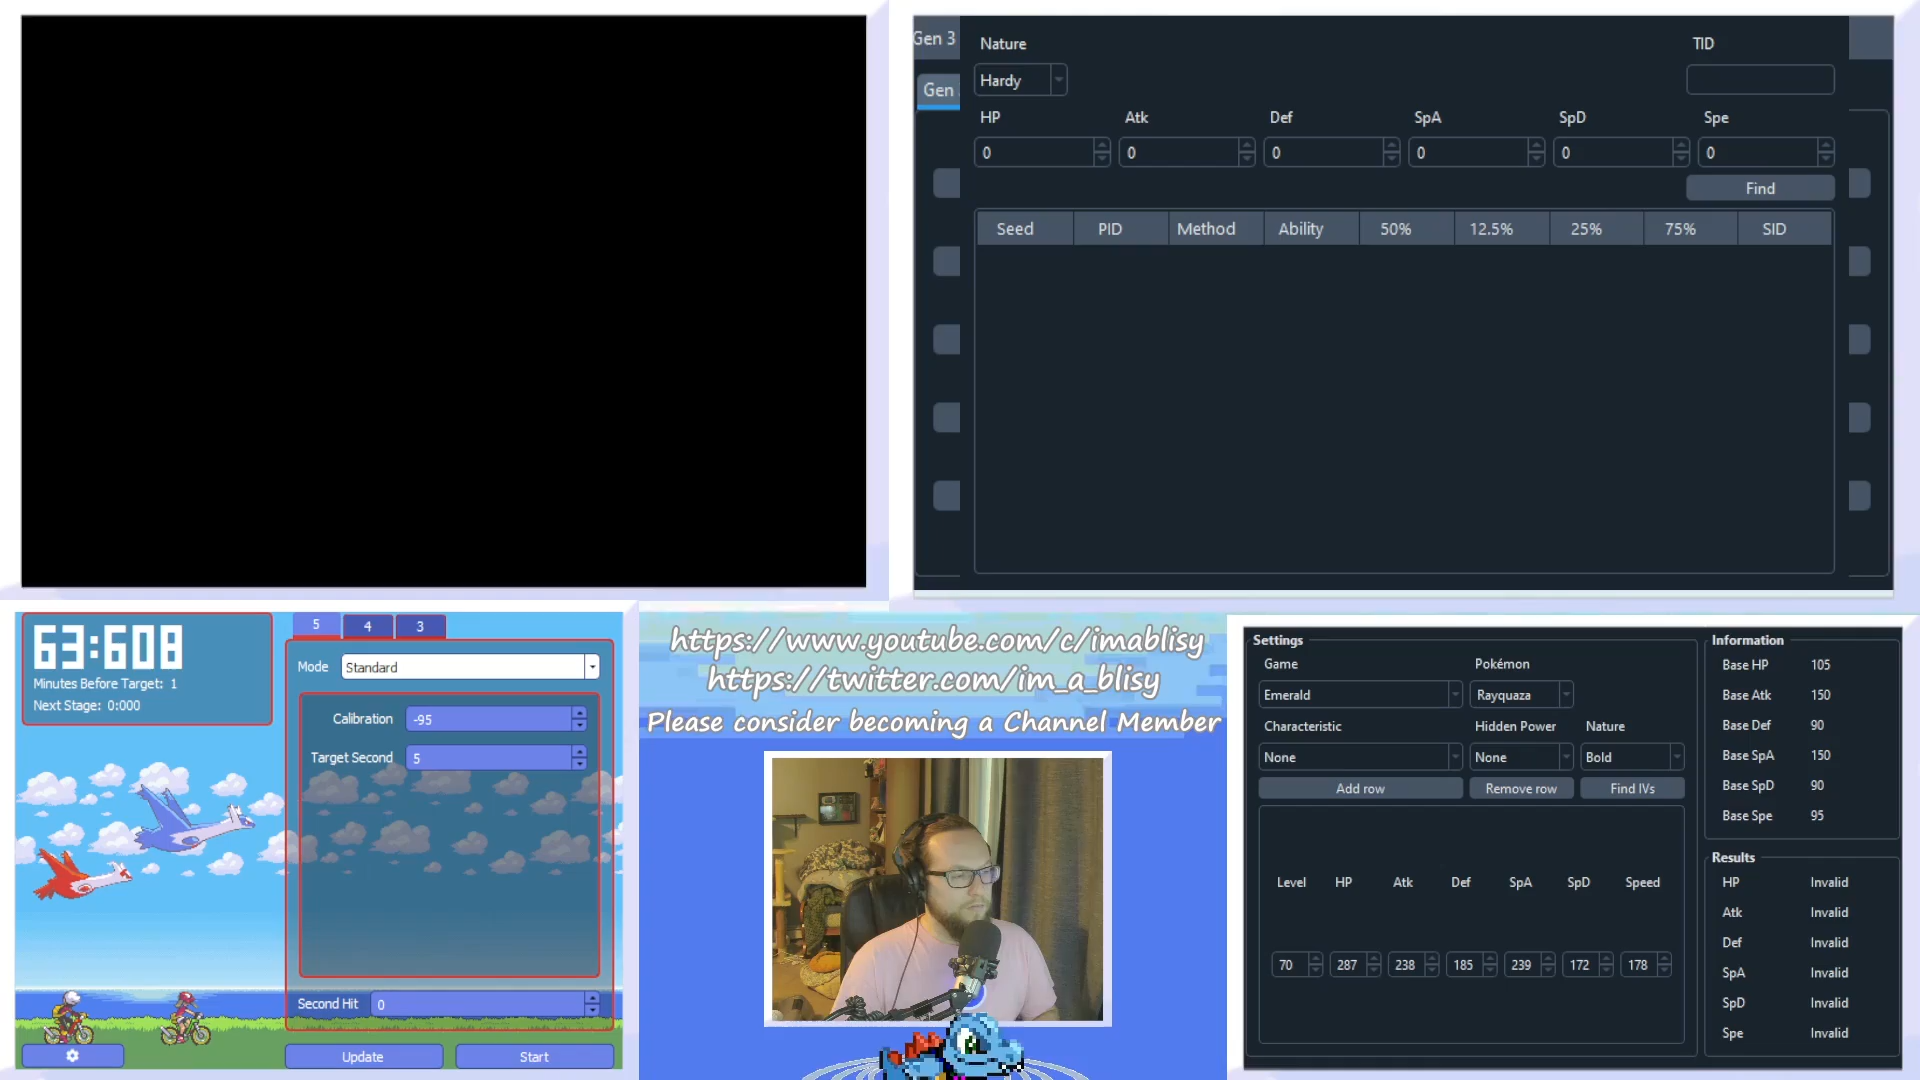 Gen 3
Gen
Nature
TID
Hardy
HP Atk Def SpA SpD Spe
0 0 0 0 0 0
Find
Seed PID Method Ability 50% 12.5% 25% 75% SID
63:608
Minutes Before Target: 1
Next Stage: 0:000
5 4 3
Mode Standard
Calibration -95
Target Second 5
Second Hit 0
Update Start
https://www.youtube.com/c/imablisy
https://twitter.com/im_a_blisy
Please consider becoming a Channel Member
Settings
Game Pokémon
Emerald Rayquaza
Characteristic Hidden Power Nature
None None Bold
Add row Remove row Find IVs
Level HP Atk Def SpA SpD Speed
70 287 238 185 239 172 178
Information
Base HP 105
Base Atk 150
Base Def 90
Base SpA 150
Base SpD 90
Base Spe 95
Results
HP Invalid
Atk Invalid
Def Invalid
SpA Invalid
SpD Invalid
Spe Invalid